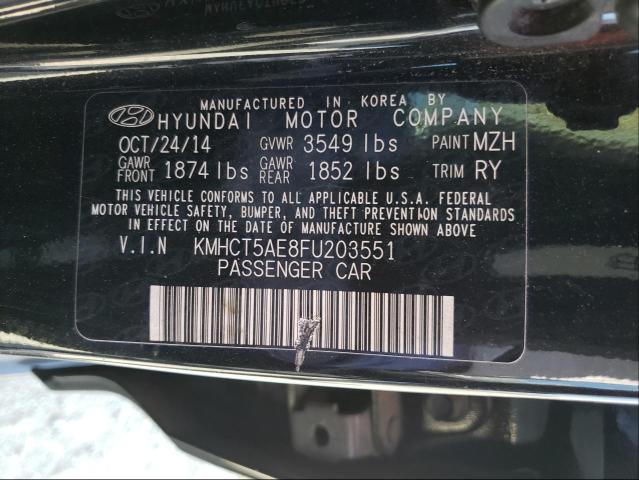 MANUFACTURED IN KOREA BY
HYUNDAI MOTOR COMPANY
OCT/24/14 GVWR 3549 lbs PAINT MZH
GAWR FRONT 1874 lbs GAWR REAR 1852 lbs TRIM RY
THIS VEHICLE CONFORMS TO ALL APPLICABLE U.S.A. FEDERAL
MOTOR VEHICLE SAFETY, BUMPER, AND THEFT PREVENTION STANDARDS
IN EFFECT ON THE DATE OF MANUFACTURE SHOWN ABOVE
V.I.N KMHCT5AE8FU203551
PASSENGER CAR